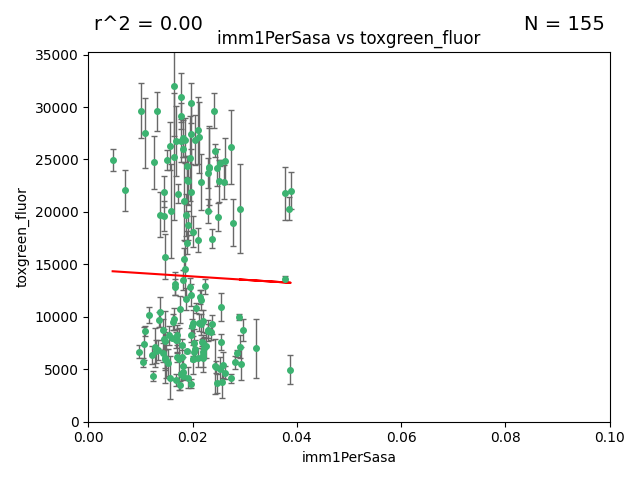 r^2 = 0.00
N = 155
imm1PerSasa vs toxgreen_fluor
35000
30000
25000
20000
15000
10000
5000
0
toxgreen_fluor
0.00
0.02
0.04
0.06
0.08
0.10
imm1PerSasa